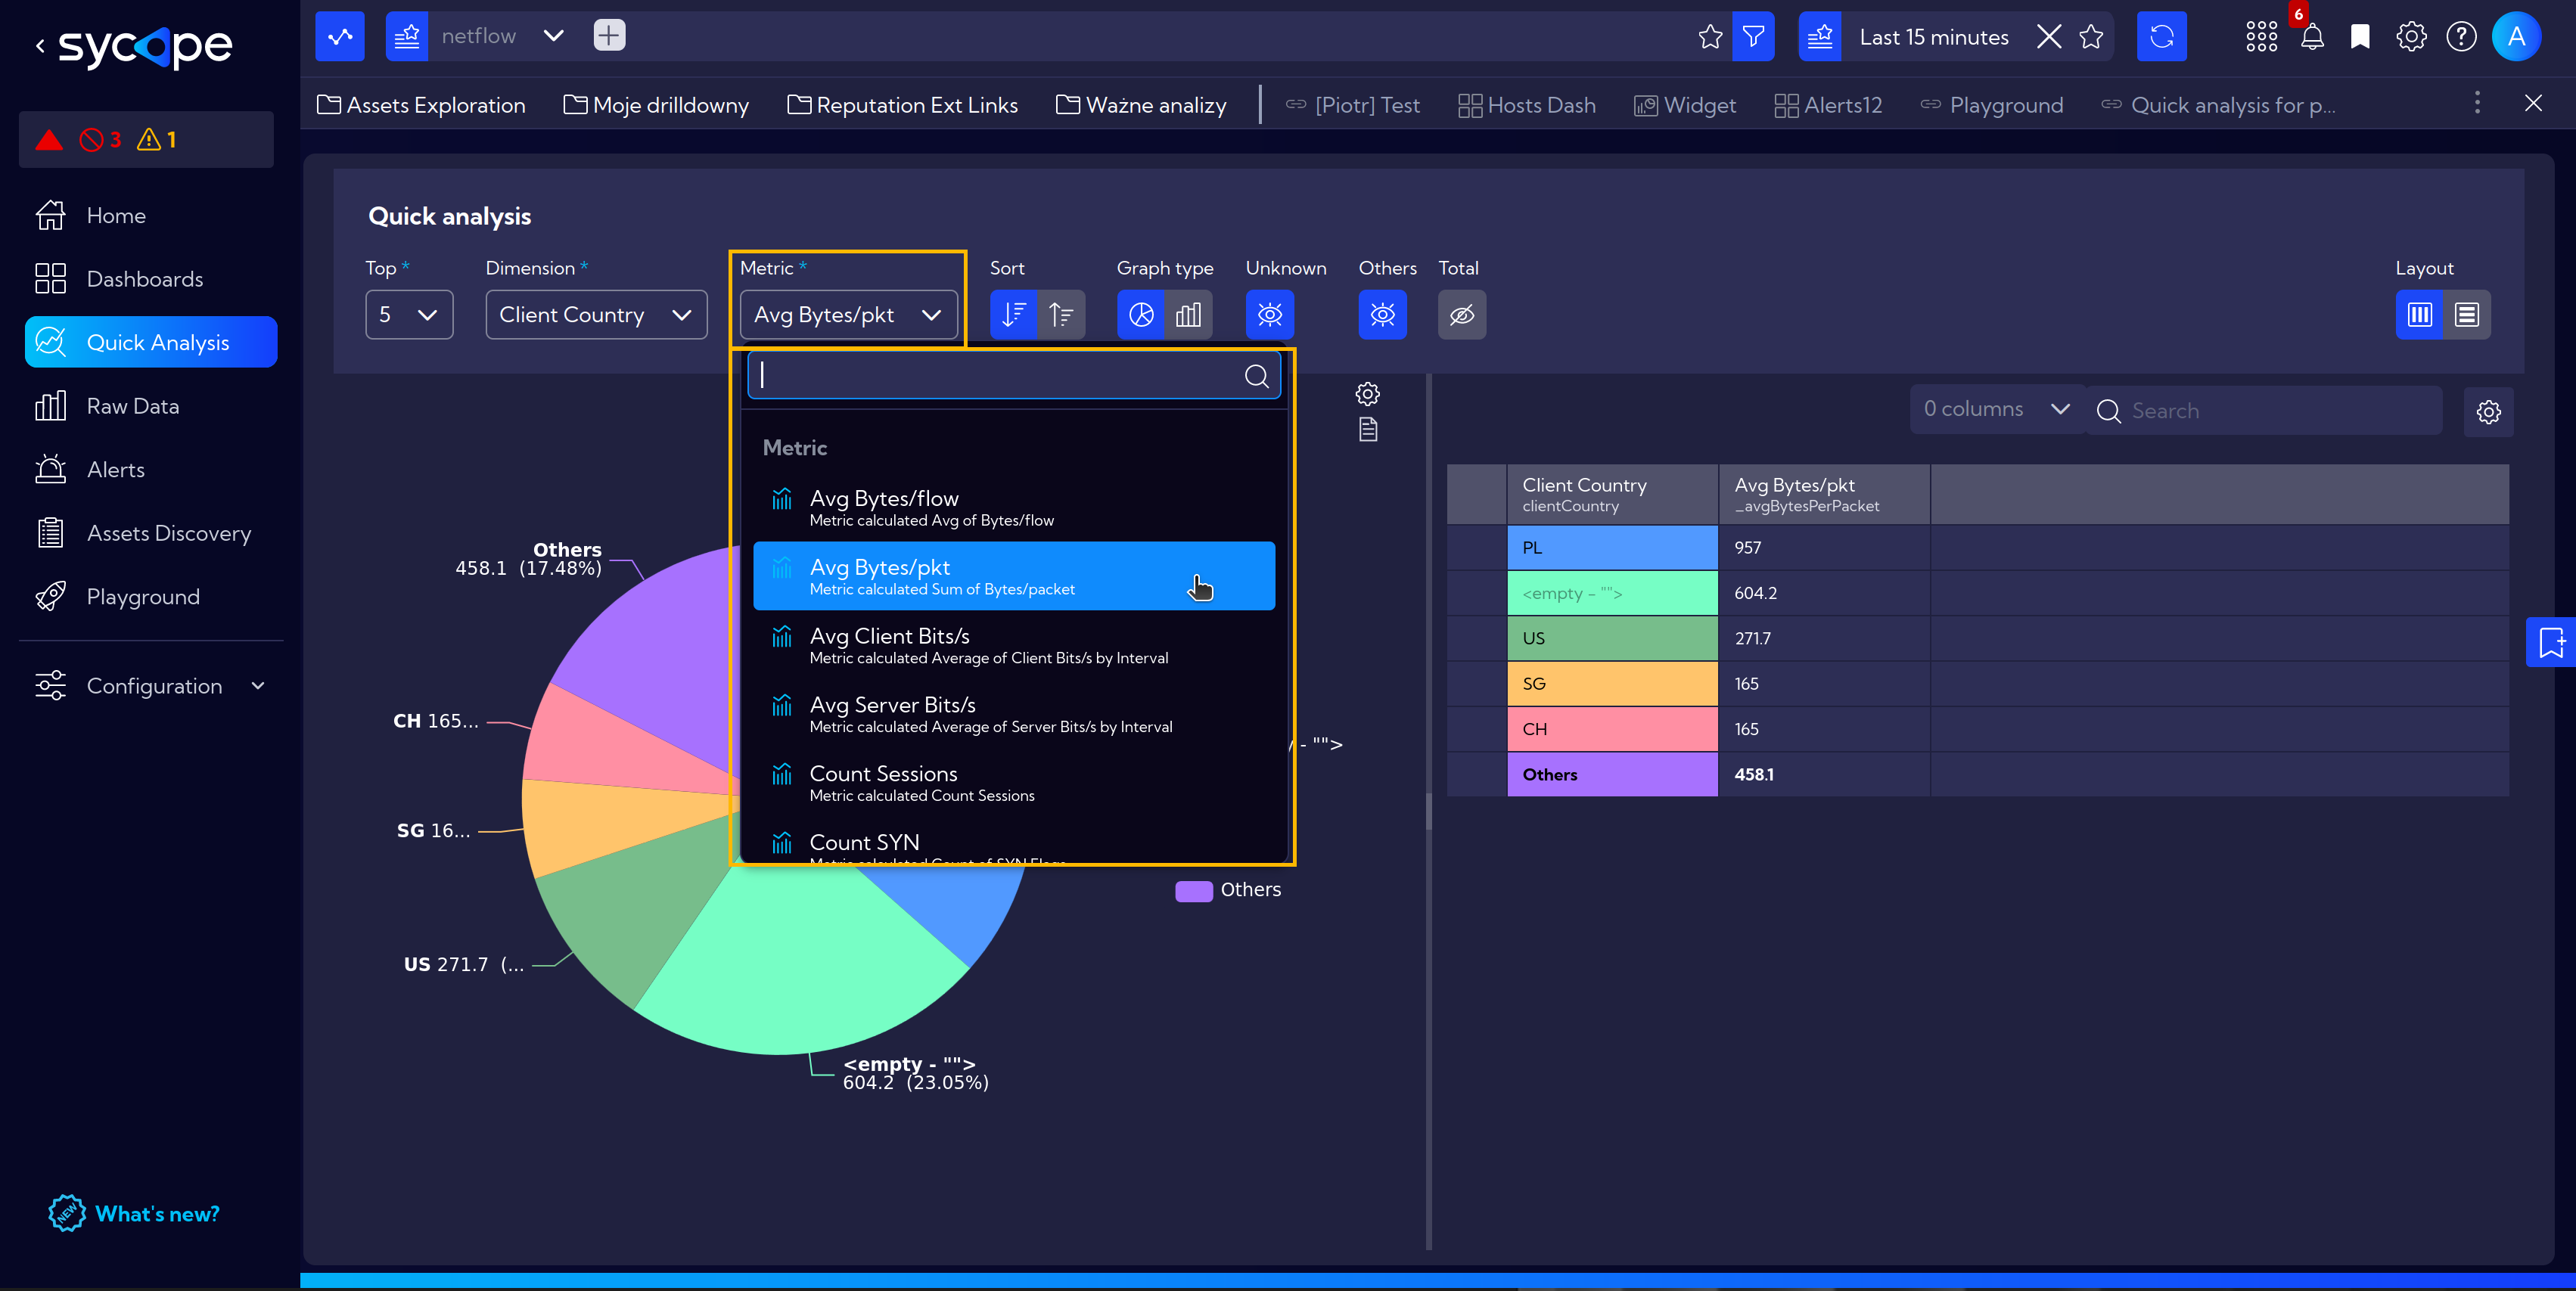 sycope
netflow
Last 15 minutes
6
A
Assets Exploration
Moje drilldowny
Reputation Ext Links
Ważne analizy
[Piotr] Test
Hosts Dash
Widget
Alerts12
Playground
Quick analysis for p...
3
1
Home
Dashboards
Quick Analysis
Raw Data
Alerts
Assets Discovery
Playground
Configuration
NEW
What's new?
Quick analysis
Top *
Dimension *
Metric *
Sort
Graph type
Unknown
Others
Total
Layout
5
Client Country
Avg Bytes/pkt
Metric
Avg Bytes/flow
Metric calculated Avg of Bytes/flow
Avg Bytes/pkt
Metric calculated Sum of Bytes/packet
Avg Client Bits/s
Metric calculated Average of Client Bits/s by Interval
Avg Server Bits/s
Metric calculated Average of Server Bits/s by Interval
Count Sessions
Metric calculated Count Sessions
Count SYN
Metric calculated Count of SYN Flags
Others
458.1 (17.48%)
CH 165...
SG 16...
US 271.7 (...
<empty - "">
604.2 (23.05%)
- "">
Others
0 columns
Search
Client Country
clientCountry
Avg Bytes/pkt
_avgBytesPerPacket
PL
957
<empty - "">
604.2
US
271.7
SG
165
CH
165
Others
458.1